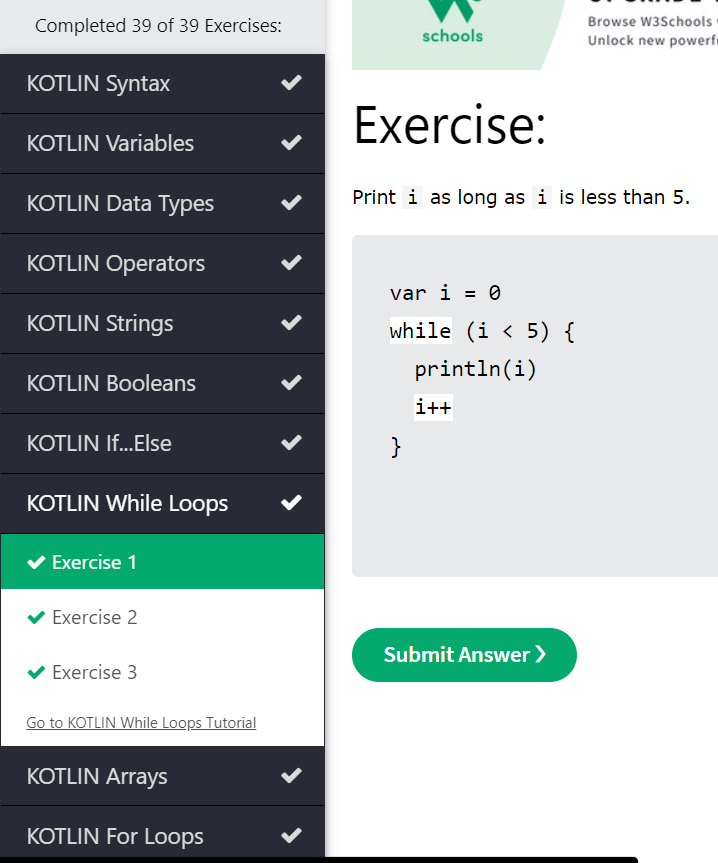 Completed 39 of 39 Exercises:
KOTLIN Syntax
KOTLIN Variables
KOTLIN Data Types
KOTLIN Operators
KOTLIN Strings
KOTLIN Booleans
KOTLIN If...Else
KOTLIN While Loops
Exercise 1
Exercise 2
Exercise 3
Go to KOTLIN While Loops Tutorial
KOTLIN Arrays
KOTLIN For Loops
schools
Browse W3Schools
Unlock new
Exercise:
Print i as long as i is less than 5.
var i = 0
while (i < 5) {
println(i)
i++
}
Submit Answer ❯